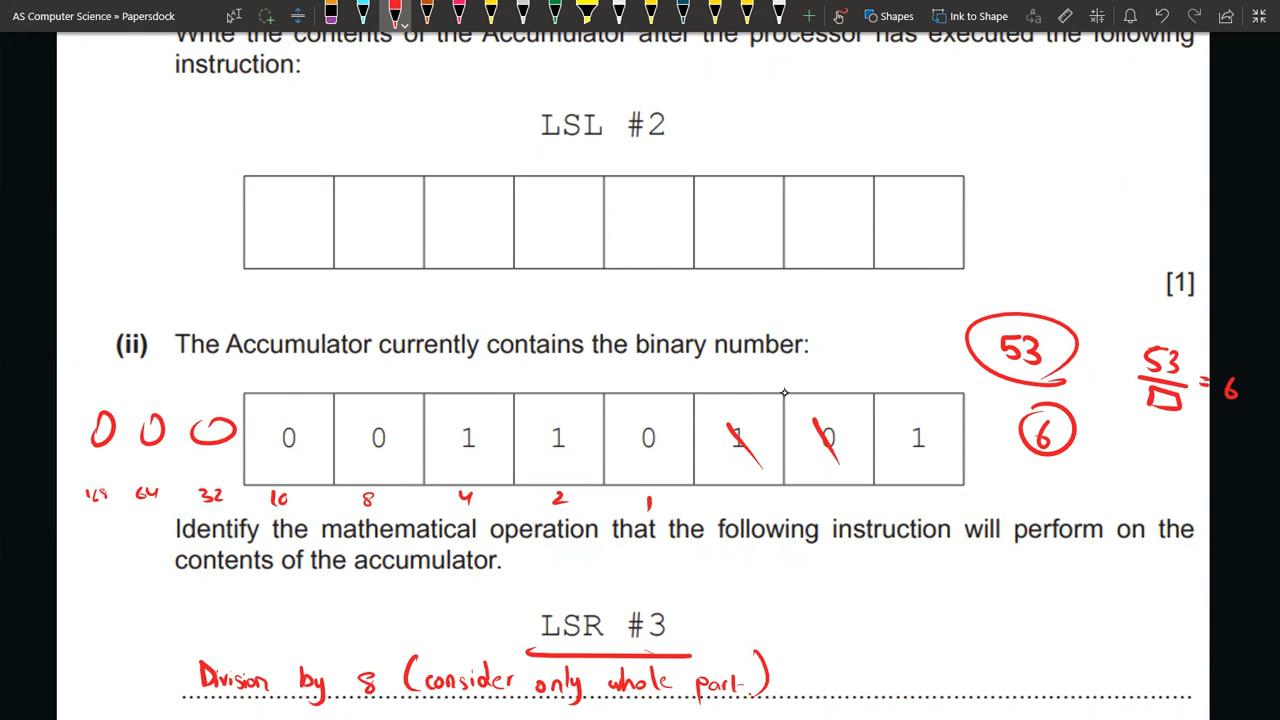 AS Computer Science » Papersdock
Shapes
Ink to Shape
Write the contents of the Accumulator after the processor has executed the following
instruction:
LSL #2
[1]
(ii) The Accumulator currently contains the binary number:
53
53
= 6
0 0 0 0 0 1 1 0 1 0 1
6
64 32 10 8 4 2 1
Identify the mathematical operation that the following instruction will perform on the
contents of the accumulator.
LSR #3
Division by 8 (consider only whole part.)